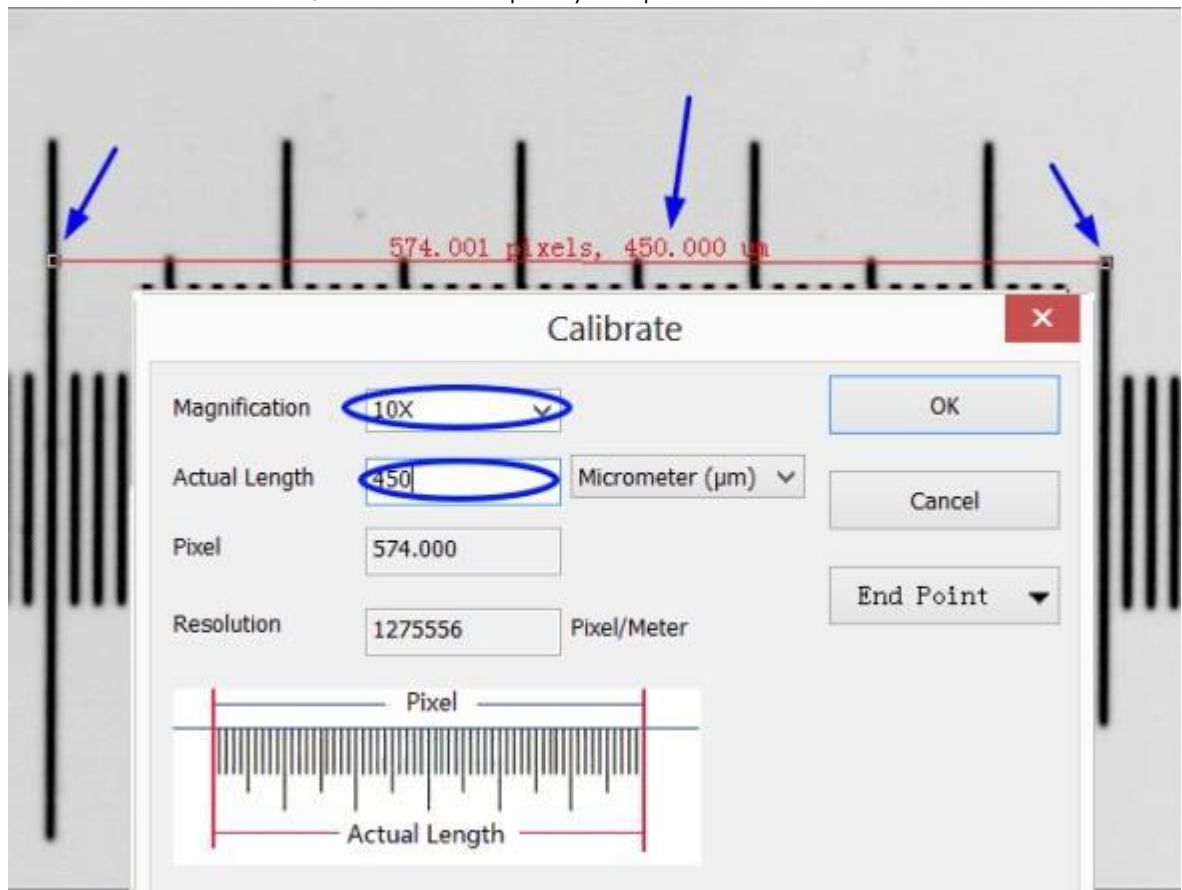 574.001 pixels, 450.000 um
Calibrate
Magnification 10X OK
Actual Length 450 Micrometer (µm) Cancel
Pixel 574.000
End Point
Resolution 1275556 Pixel/Meter
Pixel
Actual Length